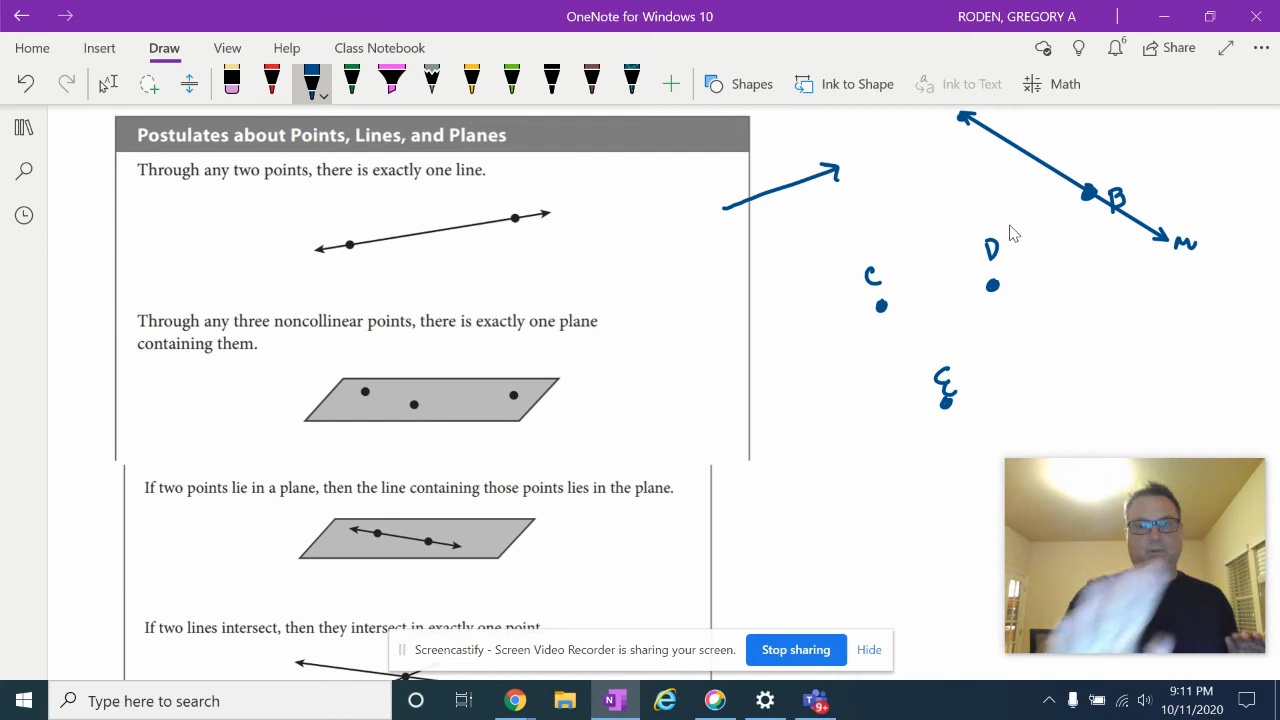 OneNote for Windows 10
RODEN, GREGORY A
Home Insert Draw View Help Class Notebook
6
Share
Shapes
Ink to Shape
Ink to Text
Math
Postulates about Points, Lines, and Planes
Through any two points, there is exactly one line.
B
m
D
C
Through any three noncollinear points, there is exactly one plane
containing them.
E
If two points lie in a plane, then the line containing those points lies in the plane.
If two lines intersect, then they intersect in exactly one point.
Screencastify - Screen Video Recorder is sharing your screen.
Stop sharing
Hide
Type here to search
9+
9:11 PM
10/11/2020